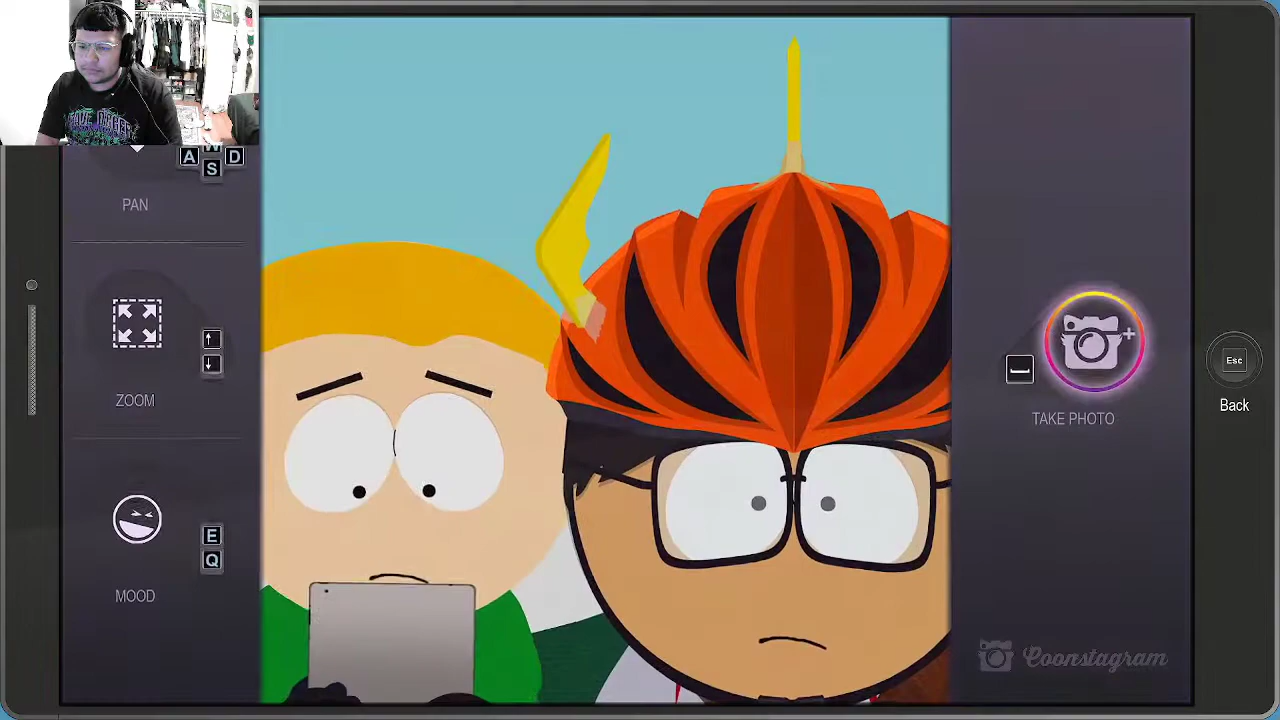 W
A
D
S
PAN
ZOOM
↑
↓
E
Q
MOOD
TAKE PHOTO
Esc
Back
Coonstagram